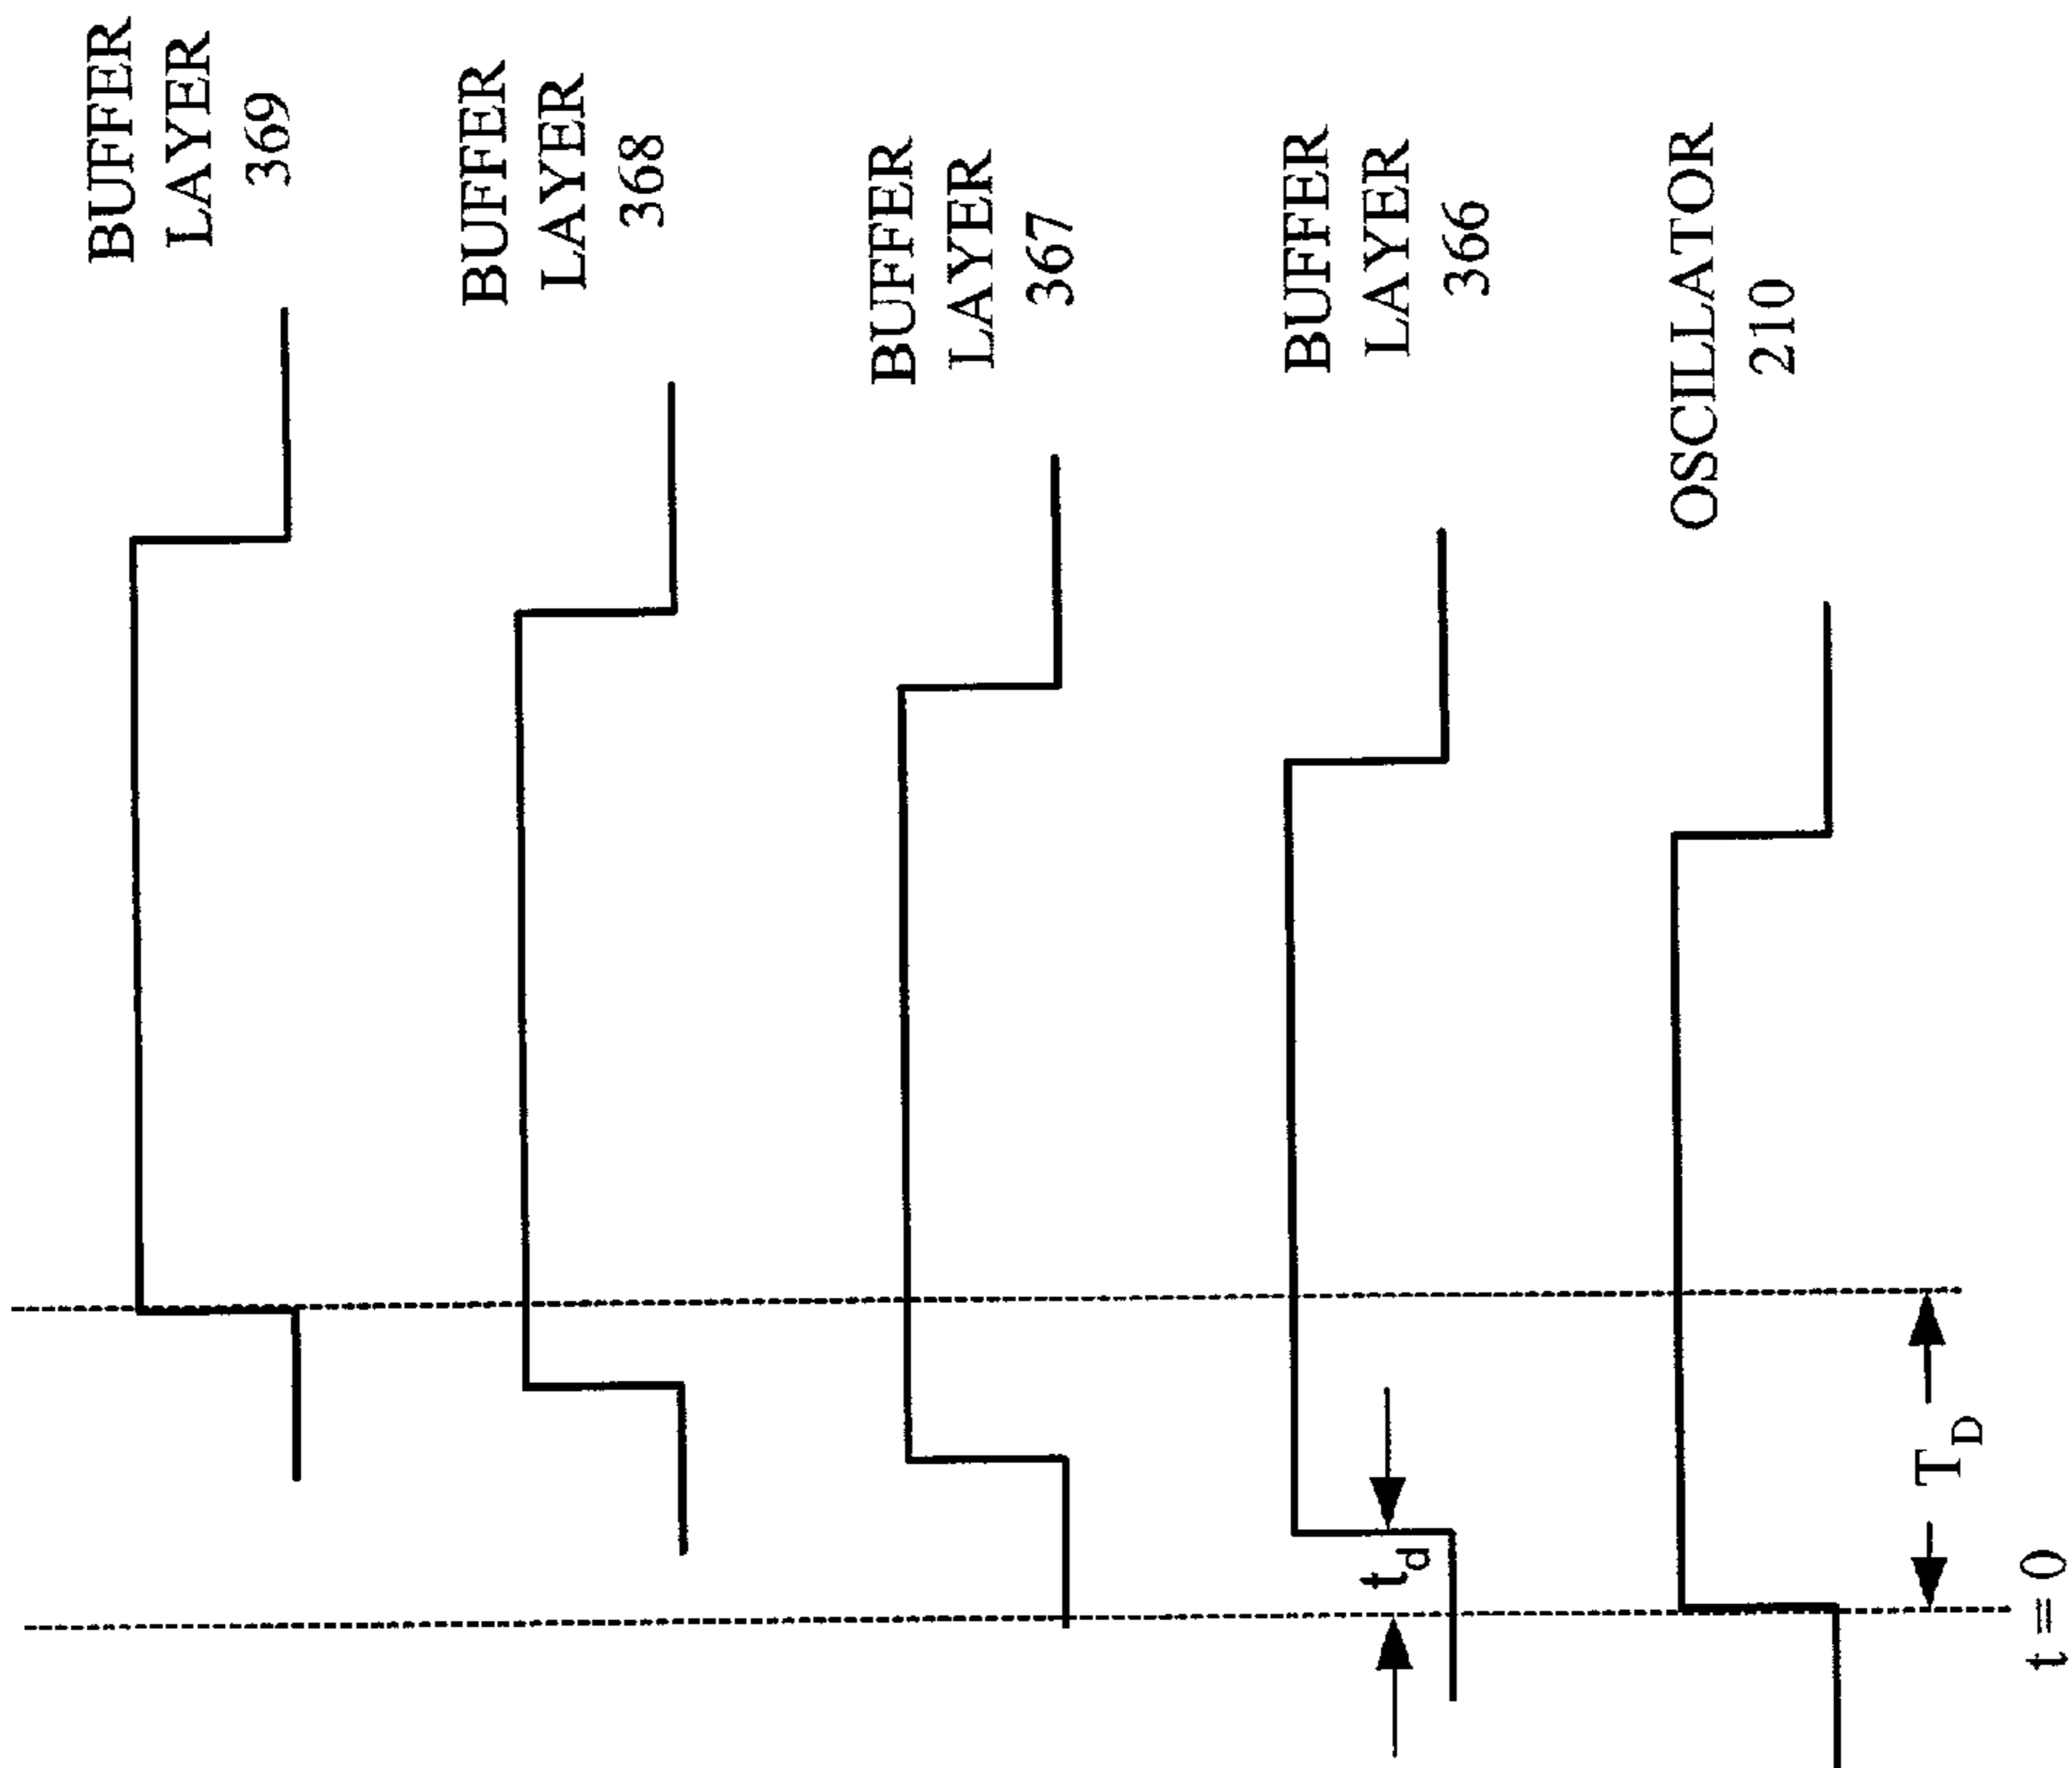 BUFFER
LAYER
369
BUFFER
LAYER
368
BUFFER
LAYER
367
BUFFER
LAYER
366
t_d
OSCILLATOR
210
T_D
t = 0